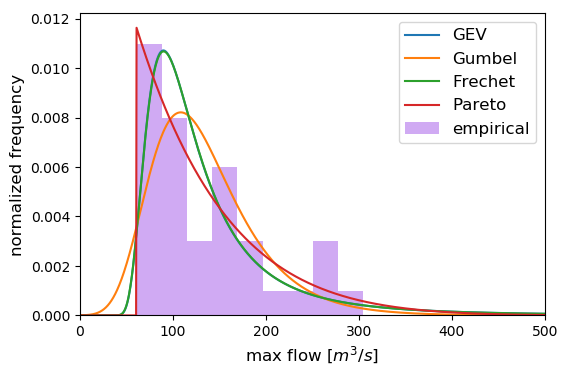 normalized frequency
0.012
0.010
0.008
0.006
0.004
0.002
0.000
0
100
200
300
400
500
max flow [m³/s]
GEV
Gumbel
Frechet
Pareto
empirical